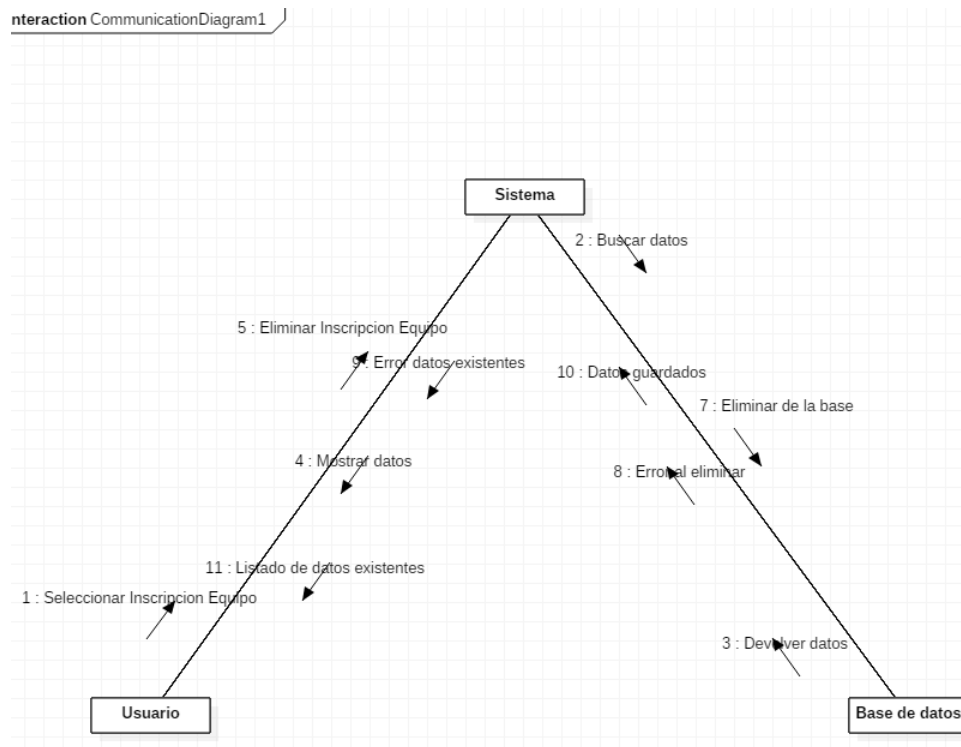 nteraction CommunicationDiagram1
Sistema
2 : Buscar datos
5 : Eliminar Inscripcion Equipo
9 : Error datos existentes
10 : Datos guardados
7 : Eliminar de la base
4 : Mostrar datos
8 : Error al eliminar
11 : Listado de datos existentes
1 : Seleccionar Inscripcion Equipo
3 : Devolver datos
Usuario
Base de datos